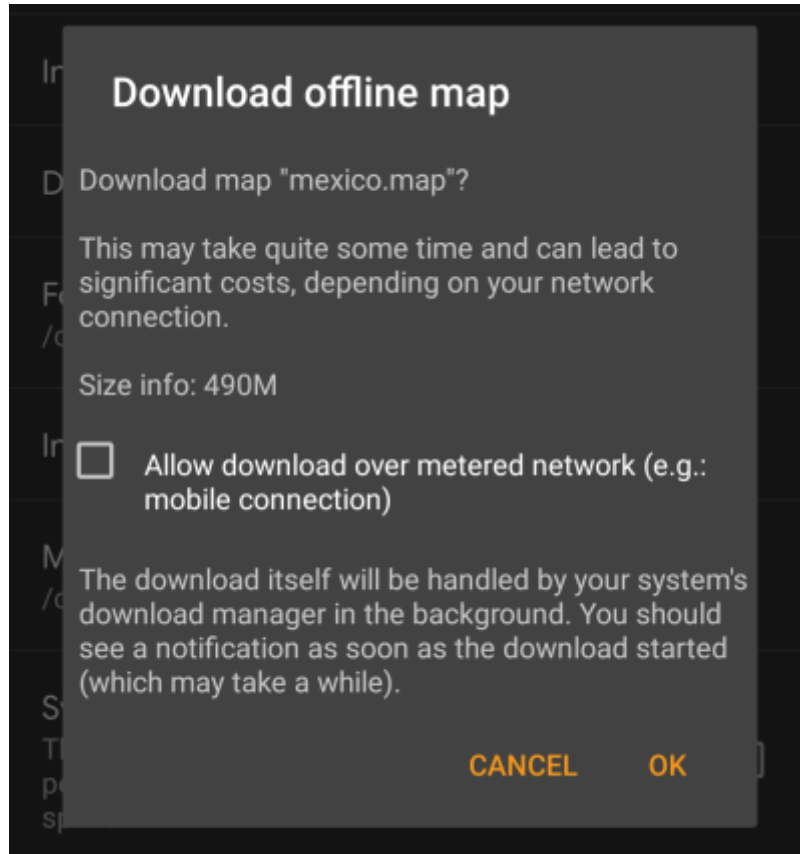 Download offline map
Download map "mexico.map"?
This may take quite some time and can lead to
significant costs, depending on your network
connection.
Size info: 490M
Allow download over metered network (e.g.:
mobile connection)
The download itself will be handled by your system's
download manager in the background. You should
see a notification as soon as the download started
(which may take a while).
CANCEL OK